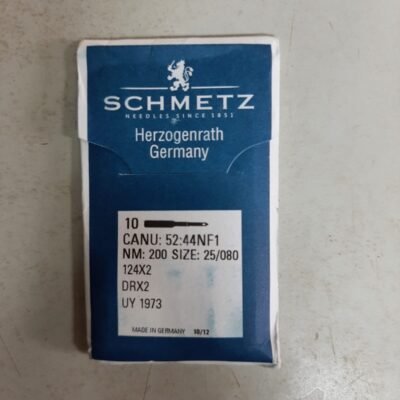 SCHMETZ
NEEDLES SINCE 1851
Herzogenrath
Germany
10
CANU: 52:44NF1
NM: 200 SIZE: 25/080
124X2
DRX2
UY 1973
MADE IN GERMANY 10/12